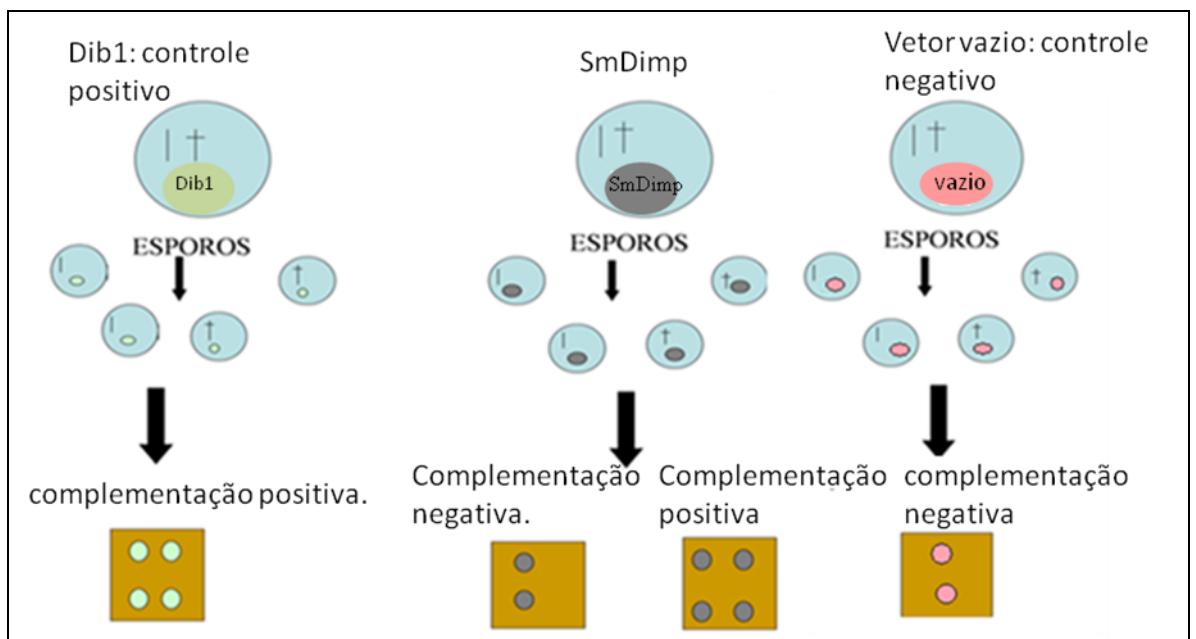 Dib1: controle
positivo
SmDimp
Vetor vazio: controle
negativo
Dib1
SmDimp
vazio
ESPOROS
ESPOROS
ESPOROS
complementação positiva.
Complementação
negativa.
Complementação
positiva
complementação
negativa